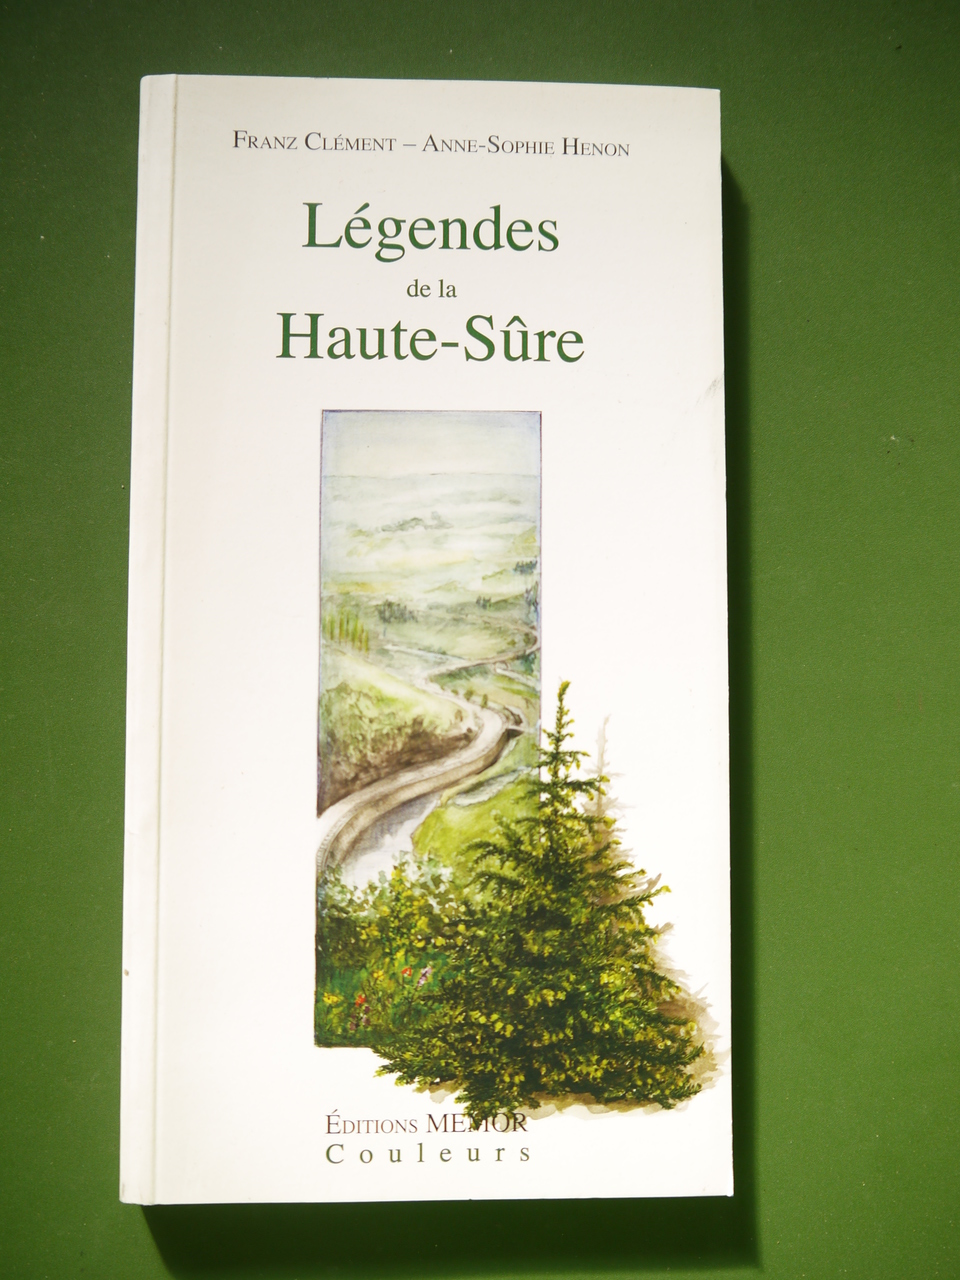 Franz Clément – Anne-Sophie Henon
Légendes
de la
Haute-Sûre
Éditions MEMOR
Couleurs